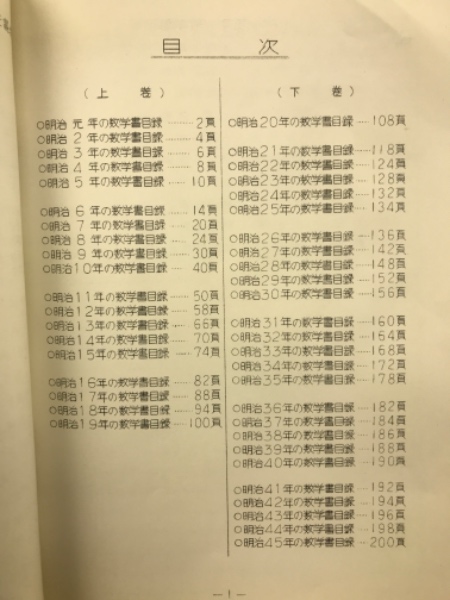 目 次
（上 巻）
○明治 元 年の数学書目録……… 2頁
○明治 2 年の数学書目録……… 4頁
○明治 3 年の数学書目録……… 6頁
○明治 4 年の数学書目録……… 8頁
○明治 5 年の数学書目録…… 10頁
○明治 6 年の数学書目録…… 14頁
○明治 7 年の数学書目録…… 20頁
○明治 8 年の数学書目録…… 24頁
○明治 9 年の数学書目録…… 30頁
○明治10年の数学書目録…… 40頁
○明治11年の数学書目録…… 50頁
○明治12年の数学書目録…… 58頁
○明治13年の数学書目録…… 66頁
○明治14年の数学書目録…… 70頁
○明治15年の数学書目録…… 74頁
○明治16年の数学書目録…… 82頁
○明治17年の数学書目録…… 88頁
○明治18年の数学書目録…… 94頁
○明治19年の数学書目録…… 100頁
（下 巻）
○明治20年の数学書目録…108頁
○明治21年の数学書目録…118頁
○明治22年の数学書目録…124頁
○明治23年の数学書目録…128頁
○明治24年の数学書目録…132頁
○明治25年の数学書目録…134頁
○明治26年の数学書目録…136頁
○明治27年の数学書目録…142頁
○明治28年の数学書目録…148頁
○明治29年の数学書目録…152頁
○明治30年の数学書目録…156頁
○明治31年の数学書目録…160頁
○明治32年の数学書目録…164頁
○明治33年の数学書目録…168頁
○明治34年の数学書目録…172頁
○明治35年の数学書目録…178頁
○明治36年の数学書目録…182頁
○明治37年の数学書目録…184頁
○明治38年の数学書目録…186頁
○明治39年の数学書目録…188頁
○明治40年の数学書目録…190頁
○明治41年の数学書目録…192頁
○明治42年の数学書目録…194頁
○明治43年の数学書目録…196頁
○明治44年の数学書目録…198頁
○明治45年の数学書目録…200頁
－1－